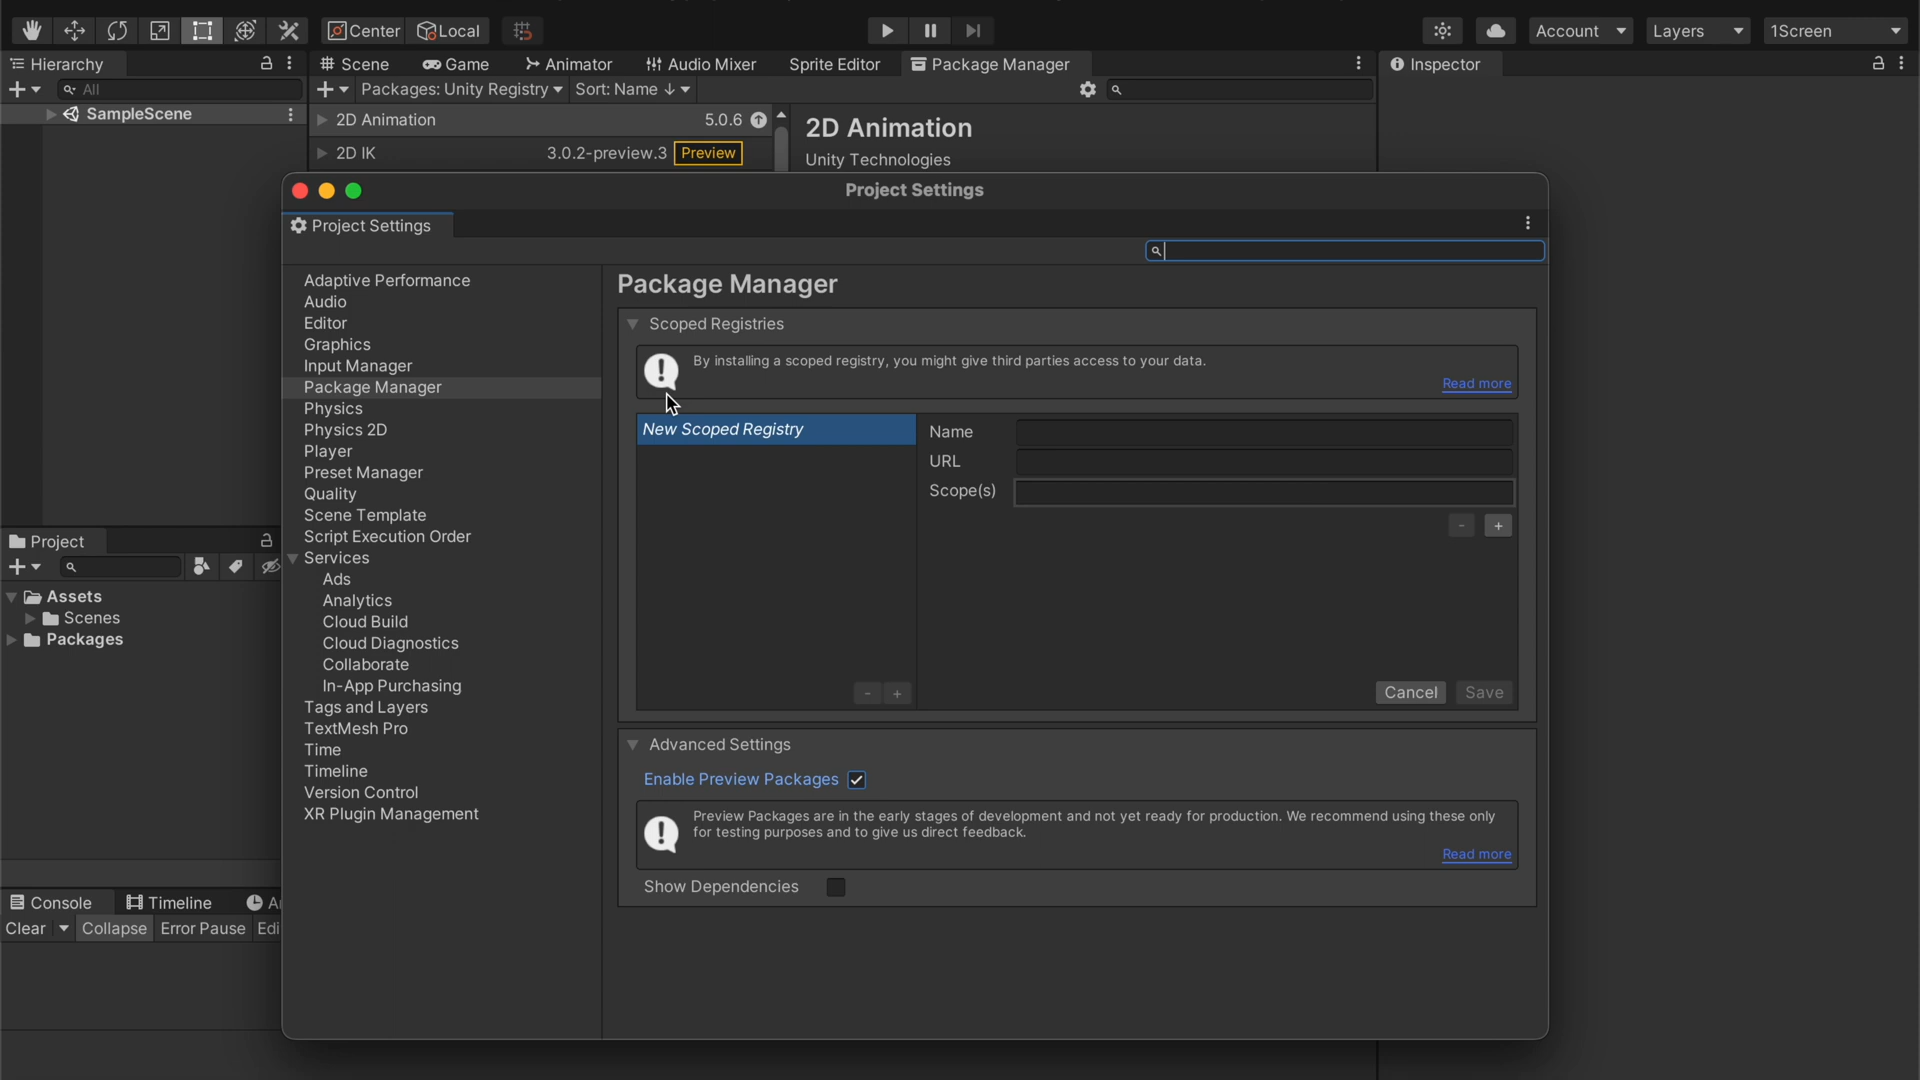 Center
Local
Account
Layers
1Screen
Hierarchy
Scene
Game
Animator
Audio Mixer
Sprite Editor
Package Manager
Inspector
All
Packages: Unity Registry
Sort: Name ↓
SampleScene
2D Animation
5.0.6
2D IK
3.0.2-preview.3
Preview
2D Animation
Unity Technologies
Project Settings
Project Settings
Adaptive Performance
Audio
Editor
Graphics
Input Manager
Package Manager
Physics
Physics 2D
Player
Preset Manager
Quality
Scene Template
Script Execution Order
Services
Ads
Analytics
Cloud Build
Cloud Diagnostics
Collaborate
In-App Purchasing
Tags and Layers
TextMesh Pro
Time
Timeline
Version Control
XR Plugin Management
Package Manager
Scoped Registries
By installing a scoped registry, you might give third parties access to your data.
Read more
New Scoped Registry
Name
URL
Scope(s)
- +
- +
Cancel
Save
Advanced Settings
Enable Preview Packages
Preview Packages are in the early stages of development and not yet ready for production. We recommend using these only
for testing purposes and to give us direct feedback.
Read more
Show Dependencies
Project
Assets
Scenes
Packages
Console
Timeline
Clear
Collapse
Error Pause